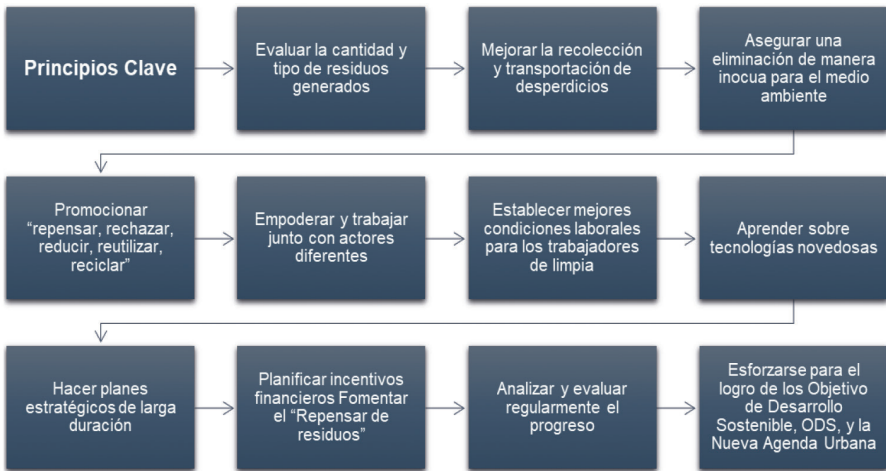 Principios Clave
Evaluar la cantidad y
tipo de residuos
generados
Mejorar la recolección
y transportación de
desperdicios
Asegurar una
eliminación de manera
inocua para el medio
ambiente
Promocionar
“repensar, rechazar,
reducir, reutilizar,
reciclar”
Empoderar y trabajar
junto con actores
diferentes
Establecer mejores
condiciones laborales
para los trabajadores
de limpia
Aprender sobre
tecnologías novedosas
Hacer planes
estratégicos de larga
duración
Planificar incentivos
financieros Fomentar
el “Repensar de
residuos”
Analizar y evaluar
regularmente el
progreso
Esforzarse para el
logro de los Objetivo
de Desarrollo
Sostenible, ODS, y la
Nueva Agenda Urbana